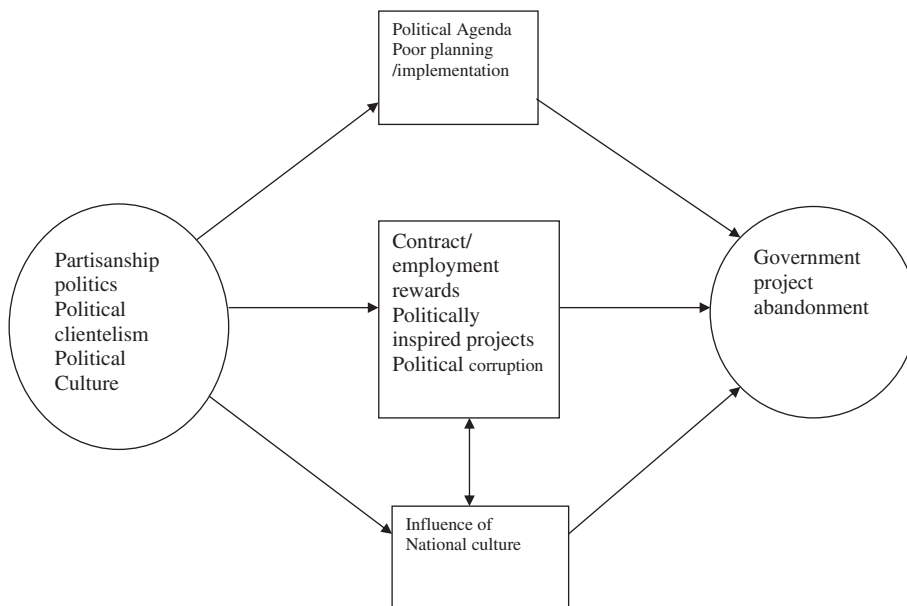 Political Agenda
Poor planning
/implementation
Partisanship
politics
Political
clientelism
Political
Culture
Contract/
employment
rewards
Politically
inspired projects
Political corruption
Government
project
abandonment
Influence of
National culture